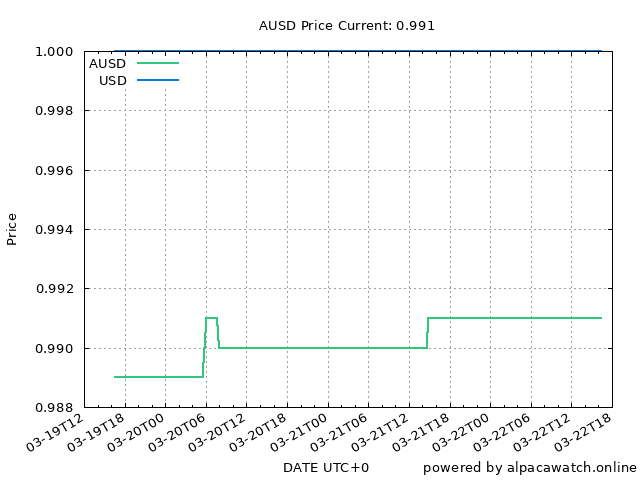 AUSD Price Current: 0.991
1.000
AUSD
USD
0.998
0.996
0.994
Price
0.992
0.990
0.988
03-19T12
03-19T18
03-20T00
03-20T06
03-20T12
03-20T18
03-21T00
03-21T06
03-21T12
03-21T18
03-22T00
03-22T06
03-22T12
03-22T18
DATE UTC+0
powered by alpacawatch.online